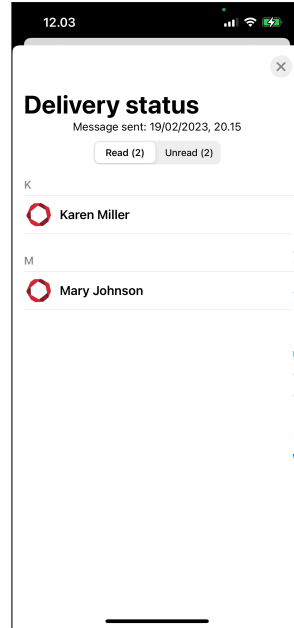 12.03
Delivery status
Message sent: 19/02/2023, 20.15
Read (2) Unread (2)
K
Karen Miller
M
Mary Johnson